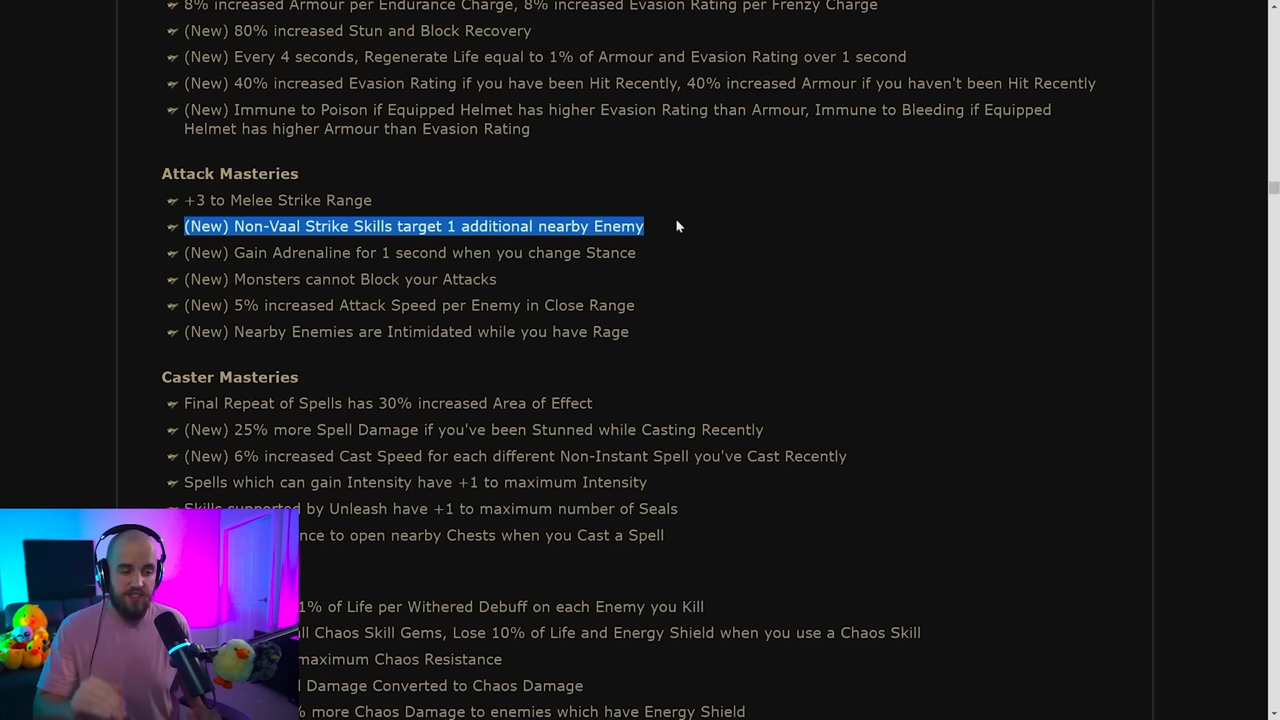 8% increased Armour per Endurance Charge, 8% increased Evasion Rating per Frenzy Charge
(New) 80% increased Stun and Block Recovery
(New) Every 4 seconds, Regenerate Life equal to 1% of Armour and Evasion Rating over 1 second
(New) 40% increased Evasion Rating if you have been Hit Recently, 40% increased Armour if you haven't been Hit Recently
(New) Immune to Poison if Equipped Helmet has higher Evasion Rating than Armour, Immune to Bleeding if Equipped
Helmet has higher Armour than Evasion Rating
Attack Masteries
+3 to Melee Strike Range
(New) Non-Vaal Strike Skills target 1 additional nearby Enemy
(New) Gain Adrenaline for 1 second when you change Stance
(New) Monsters cannot Block your Attacks
(New) 5% increased Attack Speed per Enemy in Close Range
(New) Nearby Enemies are Intimidated while you have Rage
Caster Masteries
Final Repeat of Spells has 30% increased Area of Effect
(New) 25% more Spell Damage if you've been Stunned while Casting Recently
(New) 6% increased Cast Speed for each different Non-Instant Spell you've Cast Recently
Spells which can gain Intensity have +1 to maximum Intensity
Skills supported by Unleash have +1 to maximum number of Seals
to open nearby Chests when you Cast a Spell
1% of Life per Withered Debuff on each Enemy you Kill
Chaos Skill Gems, Lose 10% of Life and Energy Shield when you use a Chaos Skill
maximum Chaos Resistance
Damage Converted to Chaos Damage
% more Chaos Damage to enemies which have Energy Shield